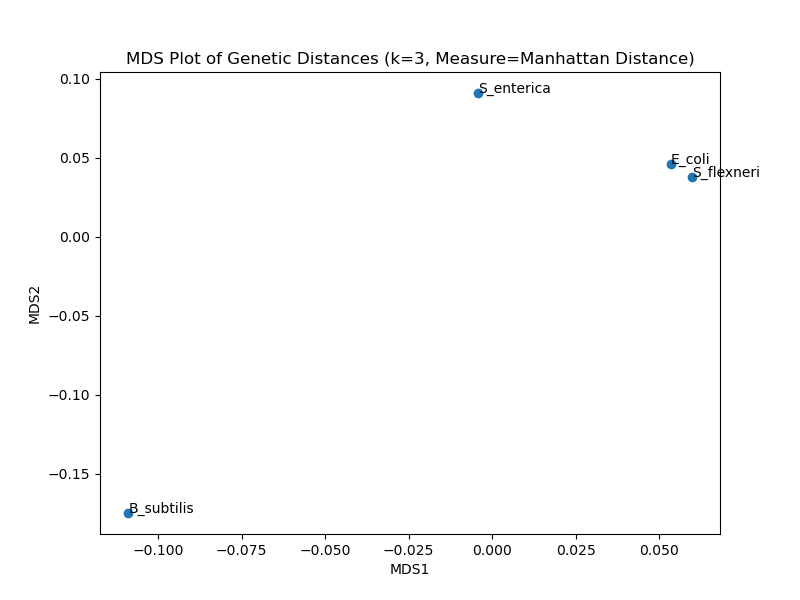 MDS Plot of Genetic Distances (k=3, Measure=Manhattan Distance)
0.10
S_enterica
0.05
E_coli
S_flexneri
0.00
MDS2
−0.05
−0.10
−0.15
B_subtilis
−0.100
−0.075
−0.050
−0.025
0.000
0.025
0.050
MDS1